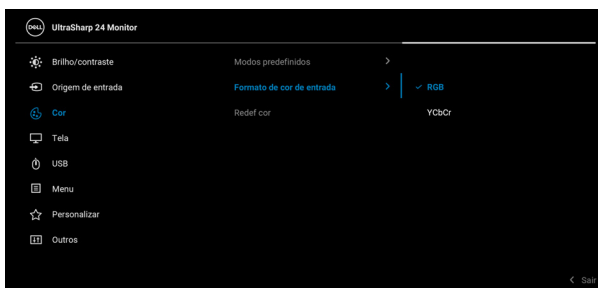 DELL UltraSharp 24 Monitor
Brilho/contraste Modos predefinidos >
Origem de entrada Formato de cor de entrada > ✓ RGB
Cor Redef cor YCbCr
Tela
USB
Menu
Personalizar
Outros
< Sair